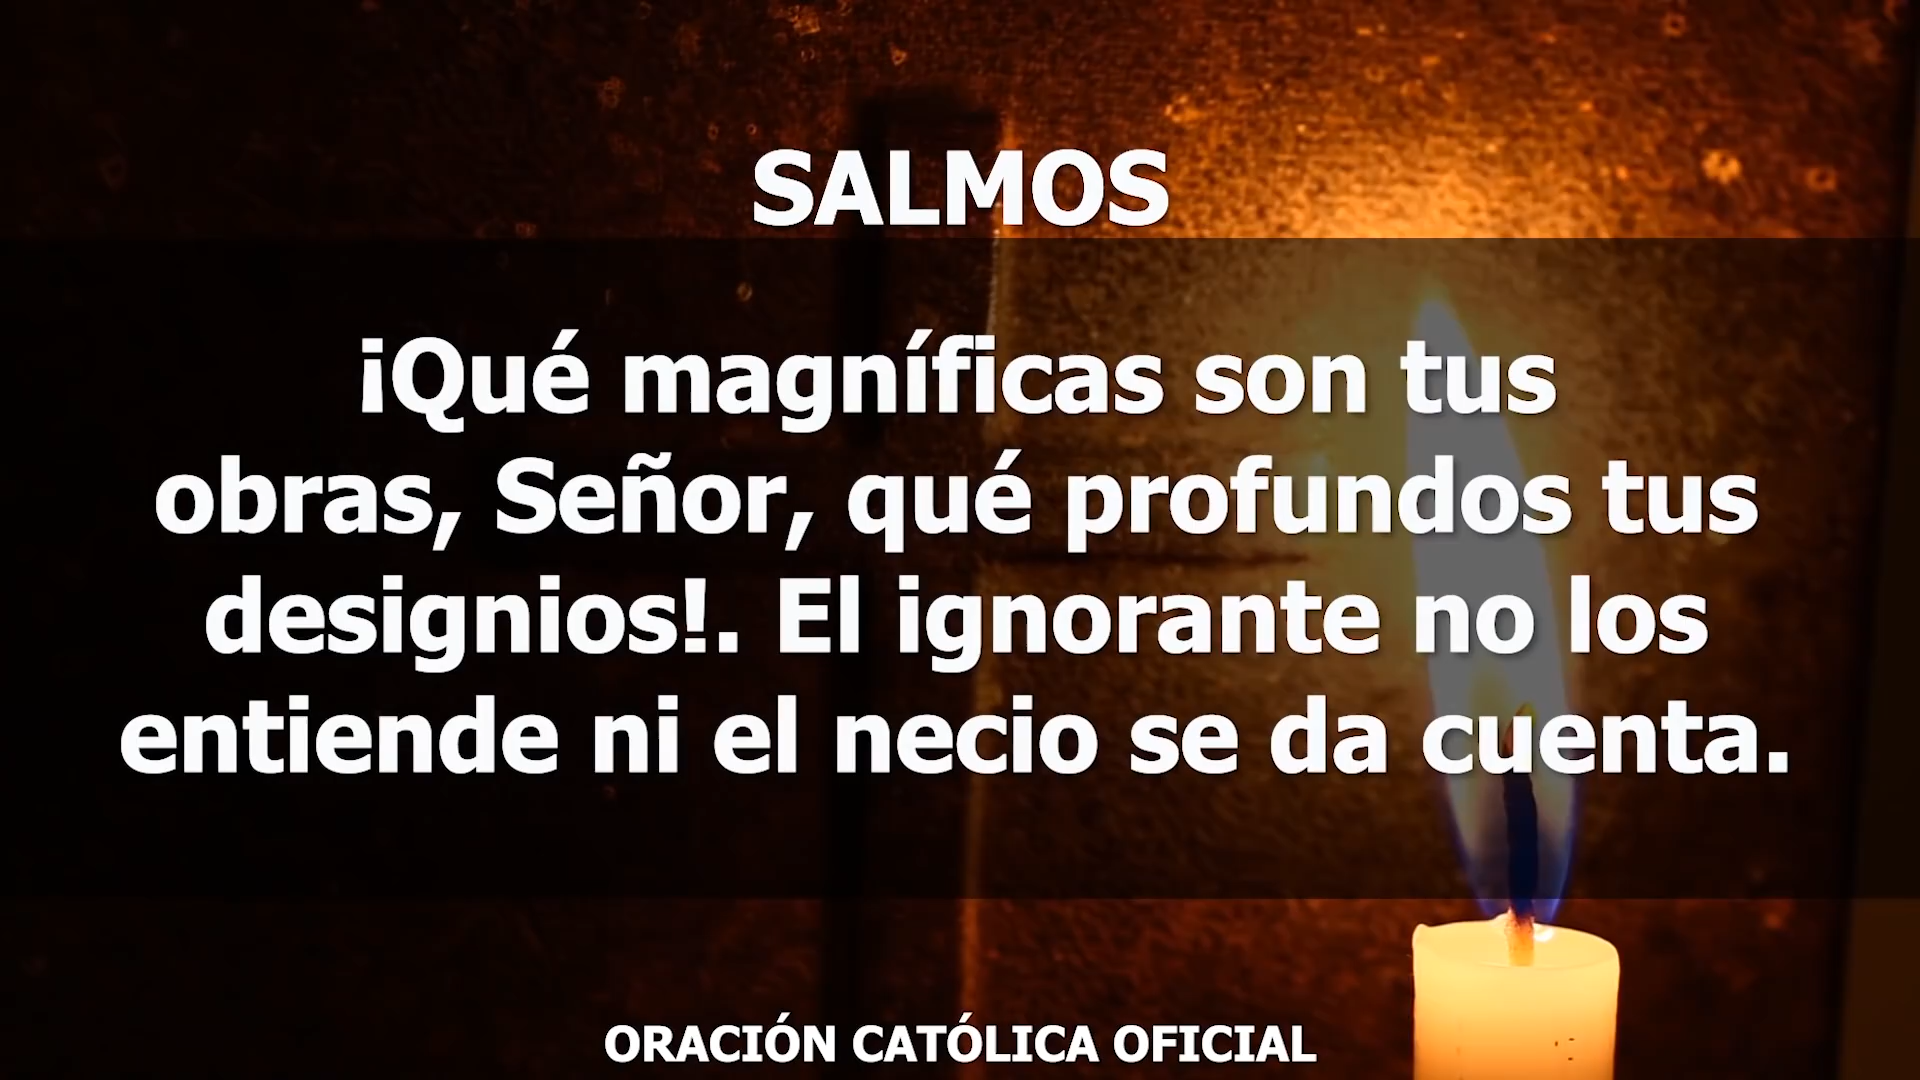 SALMOS
¡Qué magníficas son tus
obras, Señor, qué profundos tus
designios!. El ignorante no los
entiende ni el necio se da cuenta.
ORACIÓN CATÓLICA OFICIAL